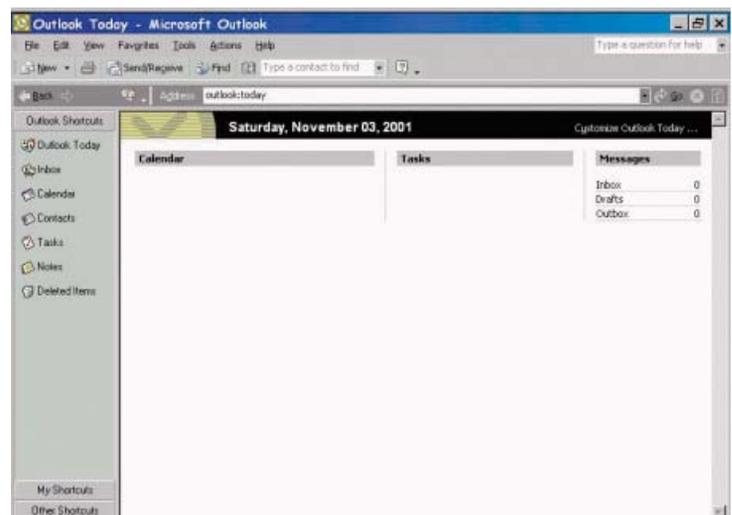 Outlook Today - Microsoft Outlook
File Edit View Favorites Tools Actions Help Type a question for help
New Send/Receive Find Type a contact to find
Back Address outlook:today Go
Outlook Shortcuts
Saturday, November 03, 2001 Customize Outlook Today ...
Outlook Today
Calendar Tasks Messages
Inbox
Inbox 0
Calendar
Drafts 0
Contacts
Outbox 0
Tasks
Notes
Deleted Items
My Shortcuts
Other Shortcuts